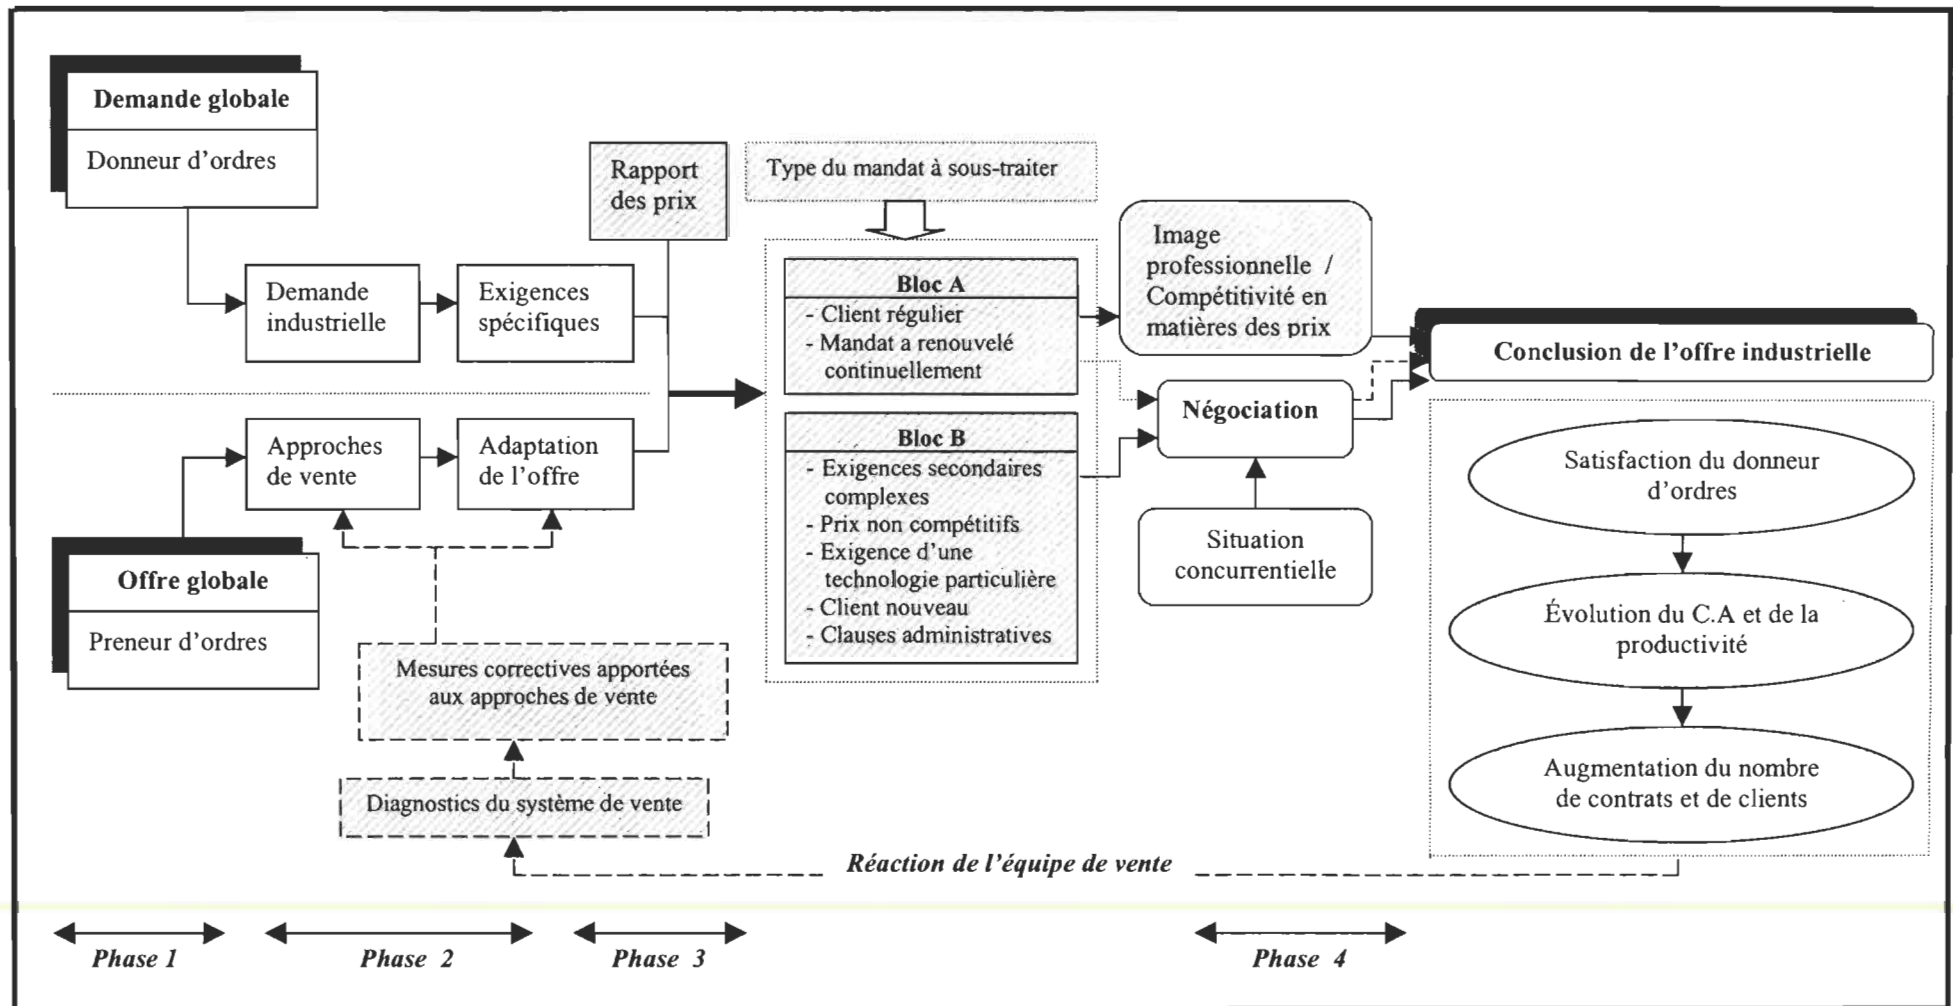 Demande globale
Donneur d'ordres
Rapport
des prix
Type du mandat à sous-traiter
Demande
industrielle
Exigences
spécifiques
Bloc A
- Client régulier
- Mandat a renouvelé
continuellement
Image
professionnelle /
Compétitivité en
matières des prix
Conclusion de l'offre industrielle
Approches
de vente
Adaptation
de l'offre
Bloc B
- Exigences secondaires
complexes
- Prix non compétitifs
- Exigence d'une
technologie particulière
- Client nouveau
- Clauses administratives
Négociation
Situation
concurrentielle
Satisfaction du donneur
d'ordres
Évolution du C.A et de la
productivité
Augmentation du nombre
de contrats et de clients
Offre globale
Preneur d'ordres
Mesures correctives apportées
aux approches de vente
Diagnostics du système de vente
Réaction de l'équipe de vente
Phase 1
Phase 2
Phase 3
Phase 4